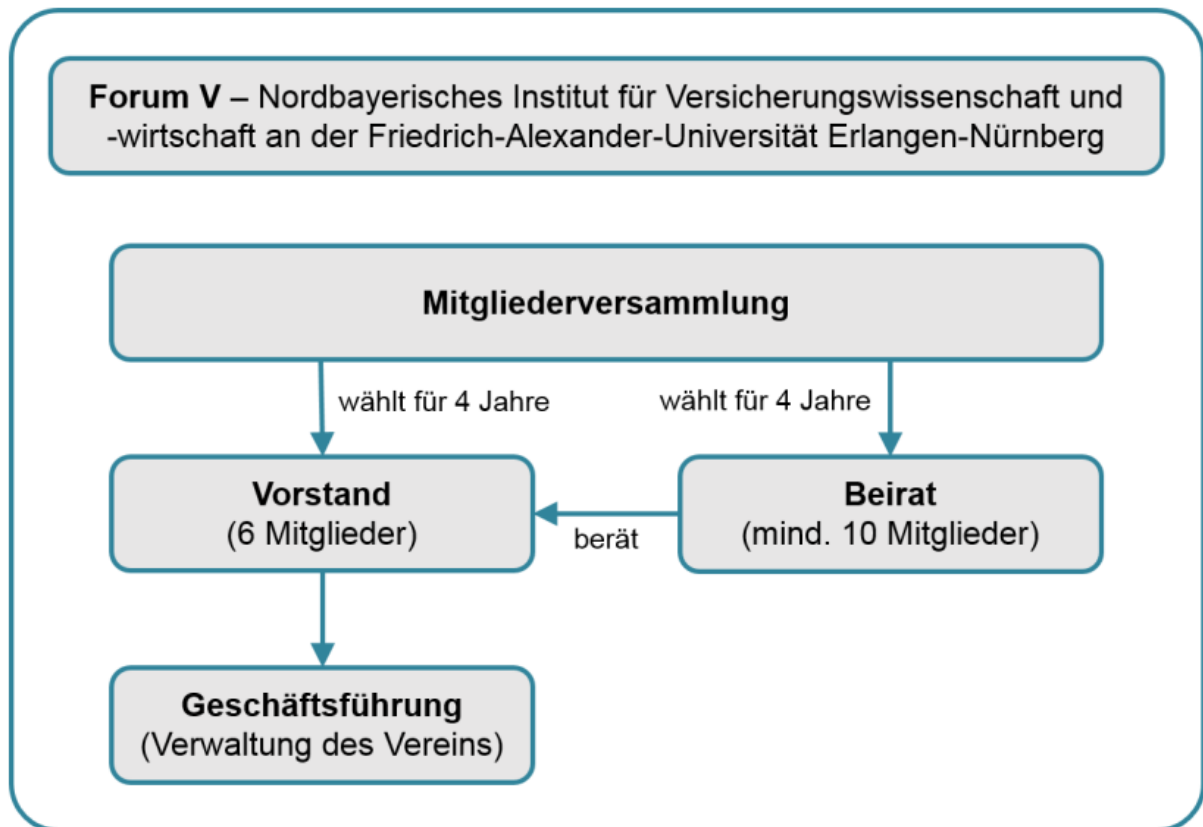 Forum V – Nordbayerisches Institut für Versicherungswissenschaft und
-wirtschaft an der Friedrich-Alexander-Universität Erlangen-Nürnberg
Mitgliederversammlung
wählt für 4 Jahre
wählt für 4 Jahre
Vorstand
(6 Mitglieder)
berät
Beirat
(mind. 10 Mitglieder)
Geschäftsführung
(Verwaltung des Vereins)